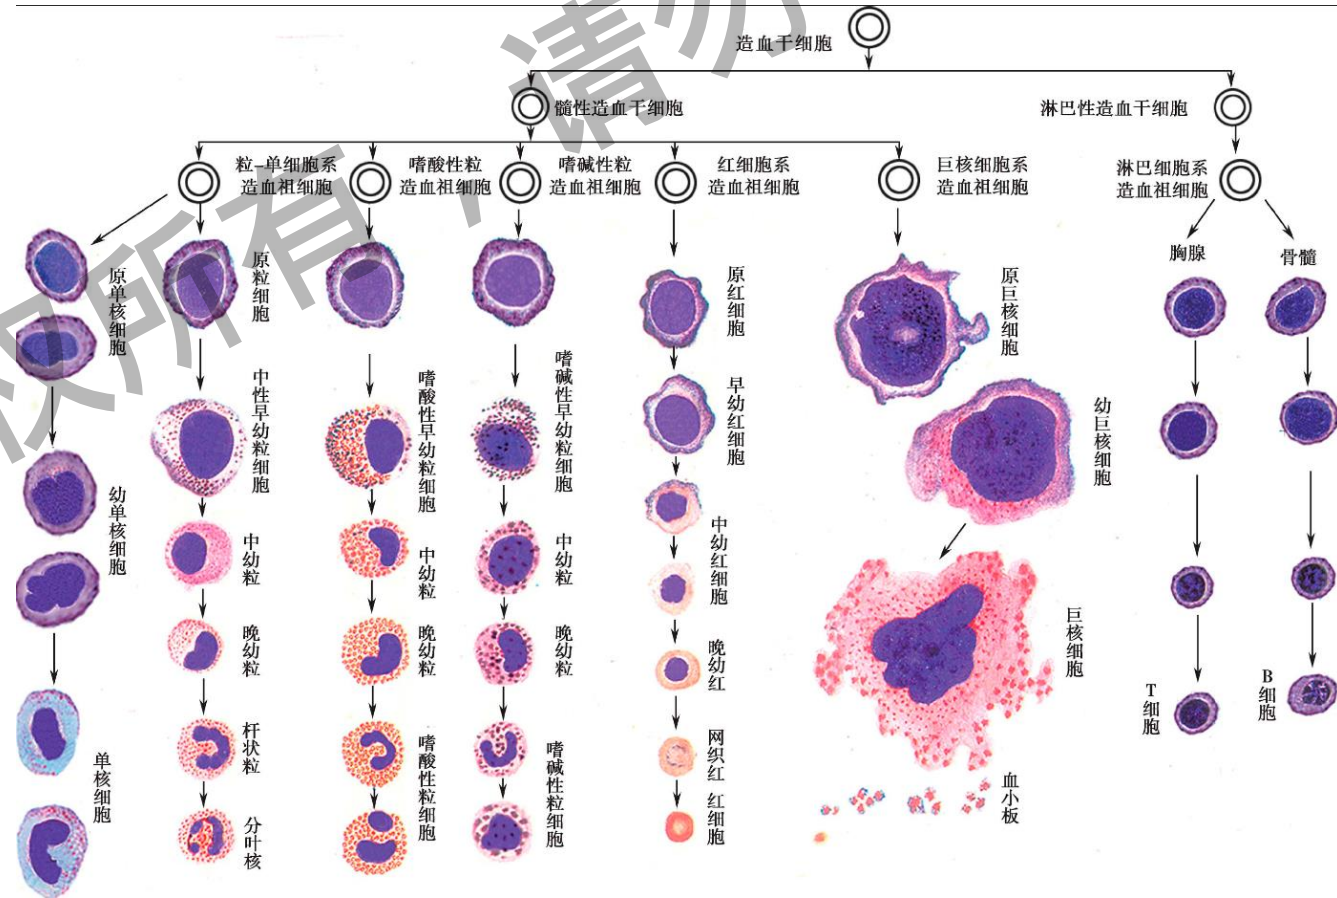 造血干细胞
髓性造血干细胞
淋巴性造血干细胞
粒-单细胞系
造血祖细胞
嗜酸性粒
造血祖细胞
嗜碱性粒
造血祖细胞
红细胞系
造血祖细胞
巨核细胞系
造血祖细胞
淋巴细胞系
造血祖细胞
胸腺
骨髓
原单核细胞
幼单核细胞
单核细胞
原粒细胞
中性早幼粒细胞
中幼粒
晚幼粒
杆状粒
分叶核
嗜酸性早幼粒细胞
中幼粒
晚幼粒
嗜酸性粒细胞
嗜碱性早幼粒细胞
中幼粒
晚幼粒
嗜碱性粒细胞
原红细胞
早幼红细胞
中幼红细胞
晚幼红
网织红
红细胞
原巨核细胞
幼巨核细胞
巨核细胞
血小板
T细胞
B细胞
权所有，请勿